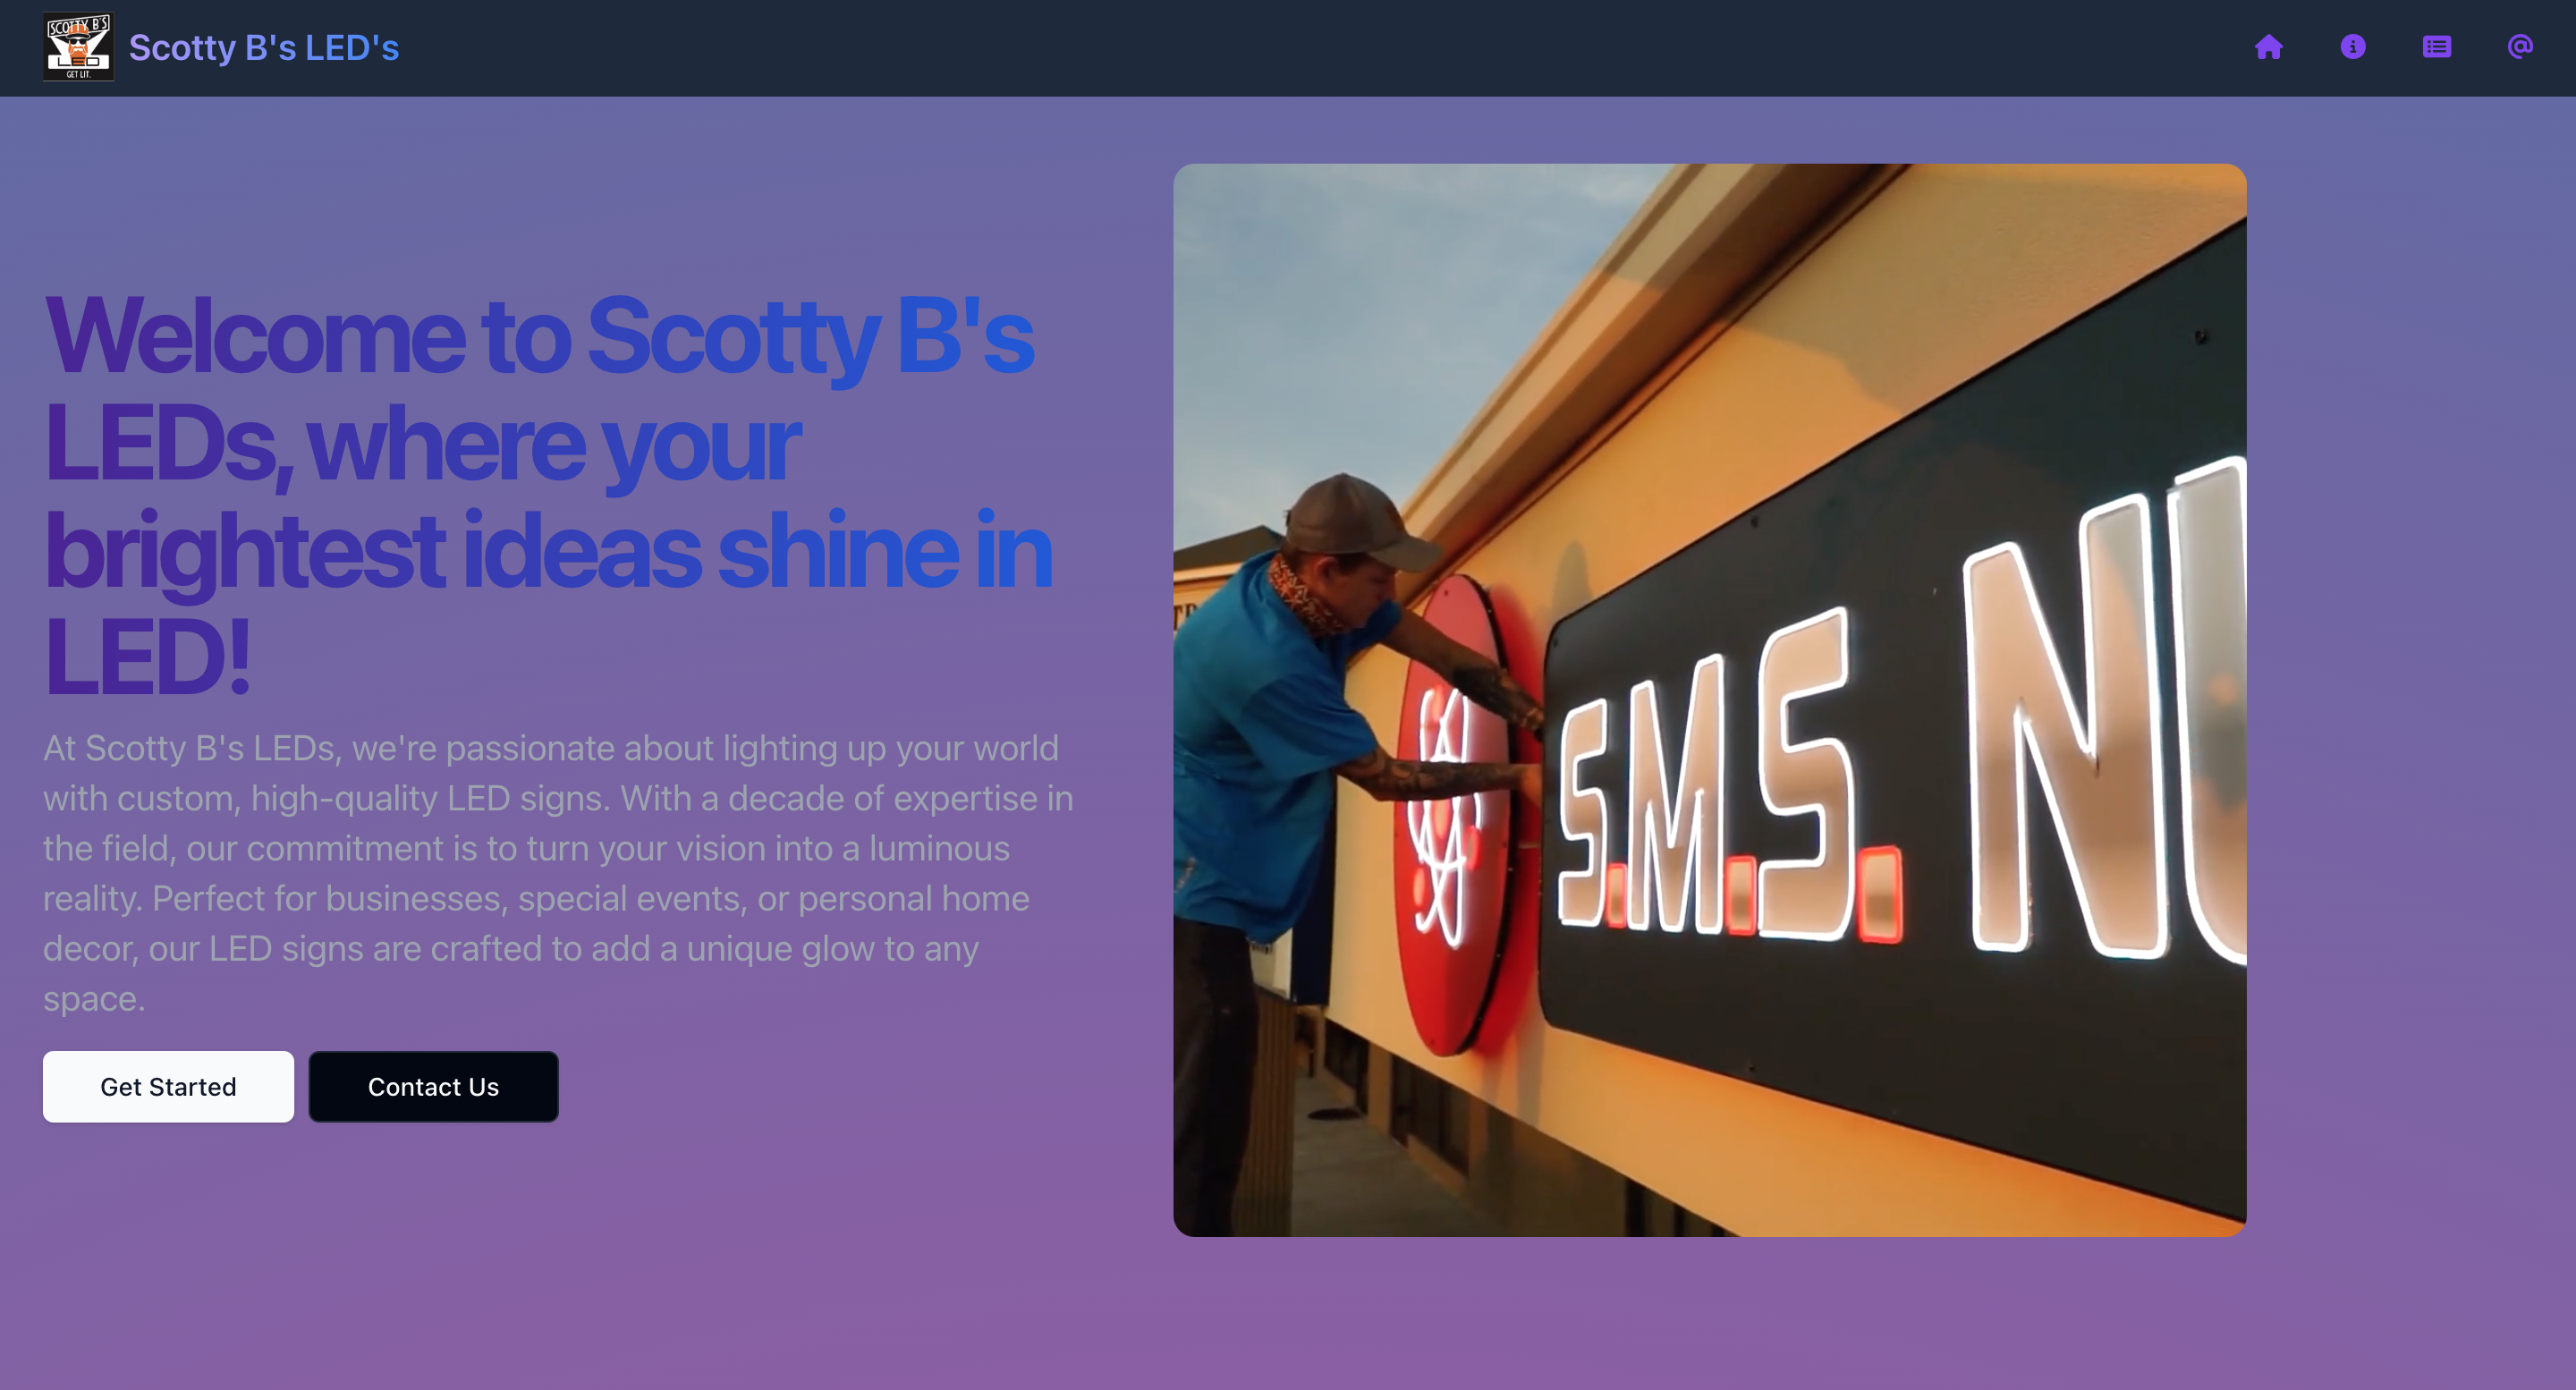 SCOTTY B'S
LED
GET LIT.
Scotty B's LED's
Welcome to Scotty B's
LEDs, where your
brightest ideas shine in
LED!
At Scotty B's LEDs, we're passionate about lighting up your world
with custom, high-quality LED signs. With a decade of expertise in
the field, our commitment is to turn your vision into a luminous
reality. Perfect for businesses, special events, or personal home
decor, our LED signs are crafted to add a unique glow to any
space.
Get Started
Contact Us
S.M.S. NU